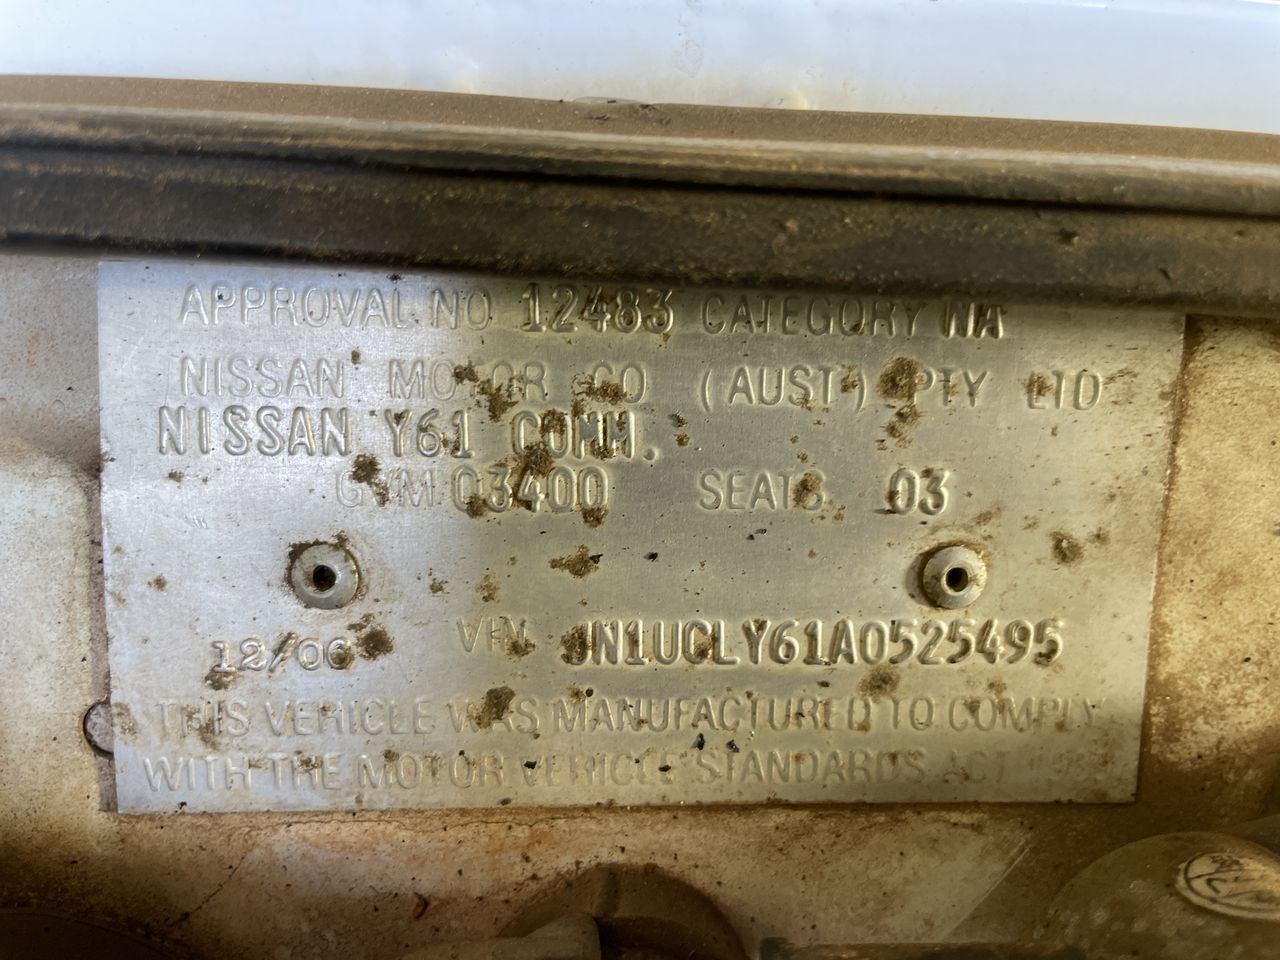 APPROVAL NO 12483 CATEGORY NA
NISSAN MOTOR CO (AUST) PTY LTD
NISSAN Y61 COMM.
GVM 03400 SEATS 03
12/06 VIN JN1UCLY61A0525495
THIS VEHICLE WAS MANUFACTURED TO COMPLY
WITH THE MOTOR VEHICLE STANDARDS ACT